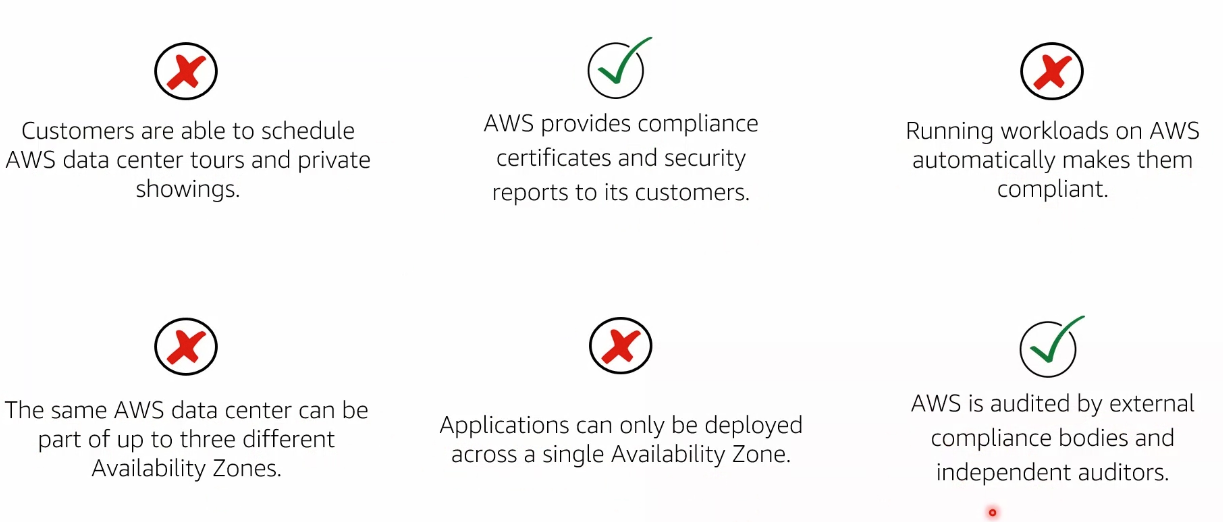 Customers are able to schedule
AWS data center tours and private
showings.
AWS provides compliance
certificates and security
reports to its customers.
Running workloads on AWS
automatically makes them
compliant.
The same AWS data center can be
part of up to three different
Availability Zones.
Applications can only be deployed
across a single Availability Zone.
AWS is audited by external
compliance bodies and
independent auditors.